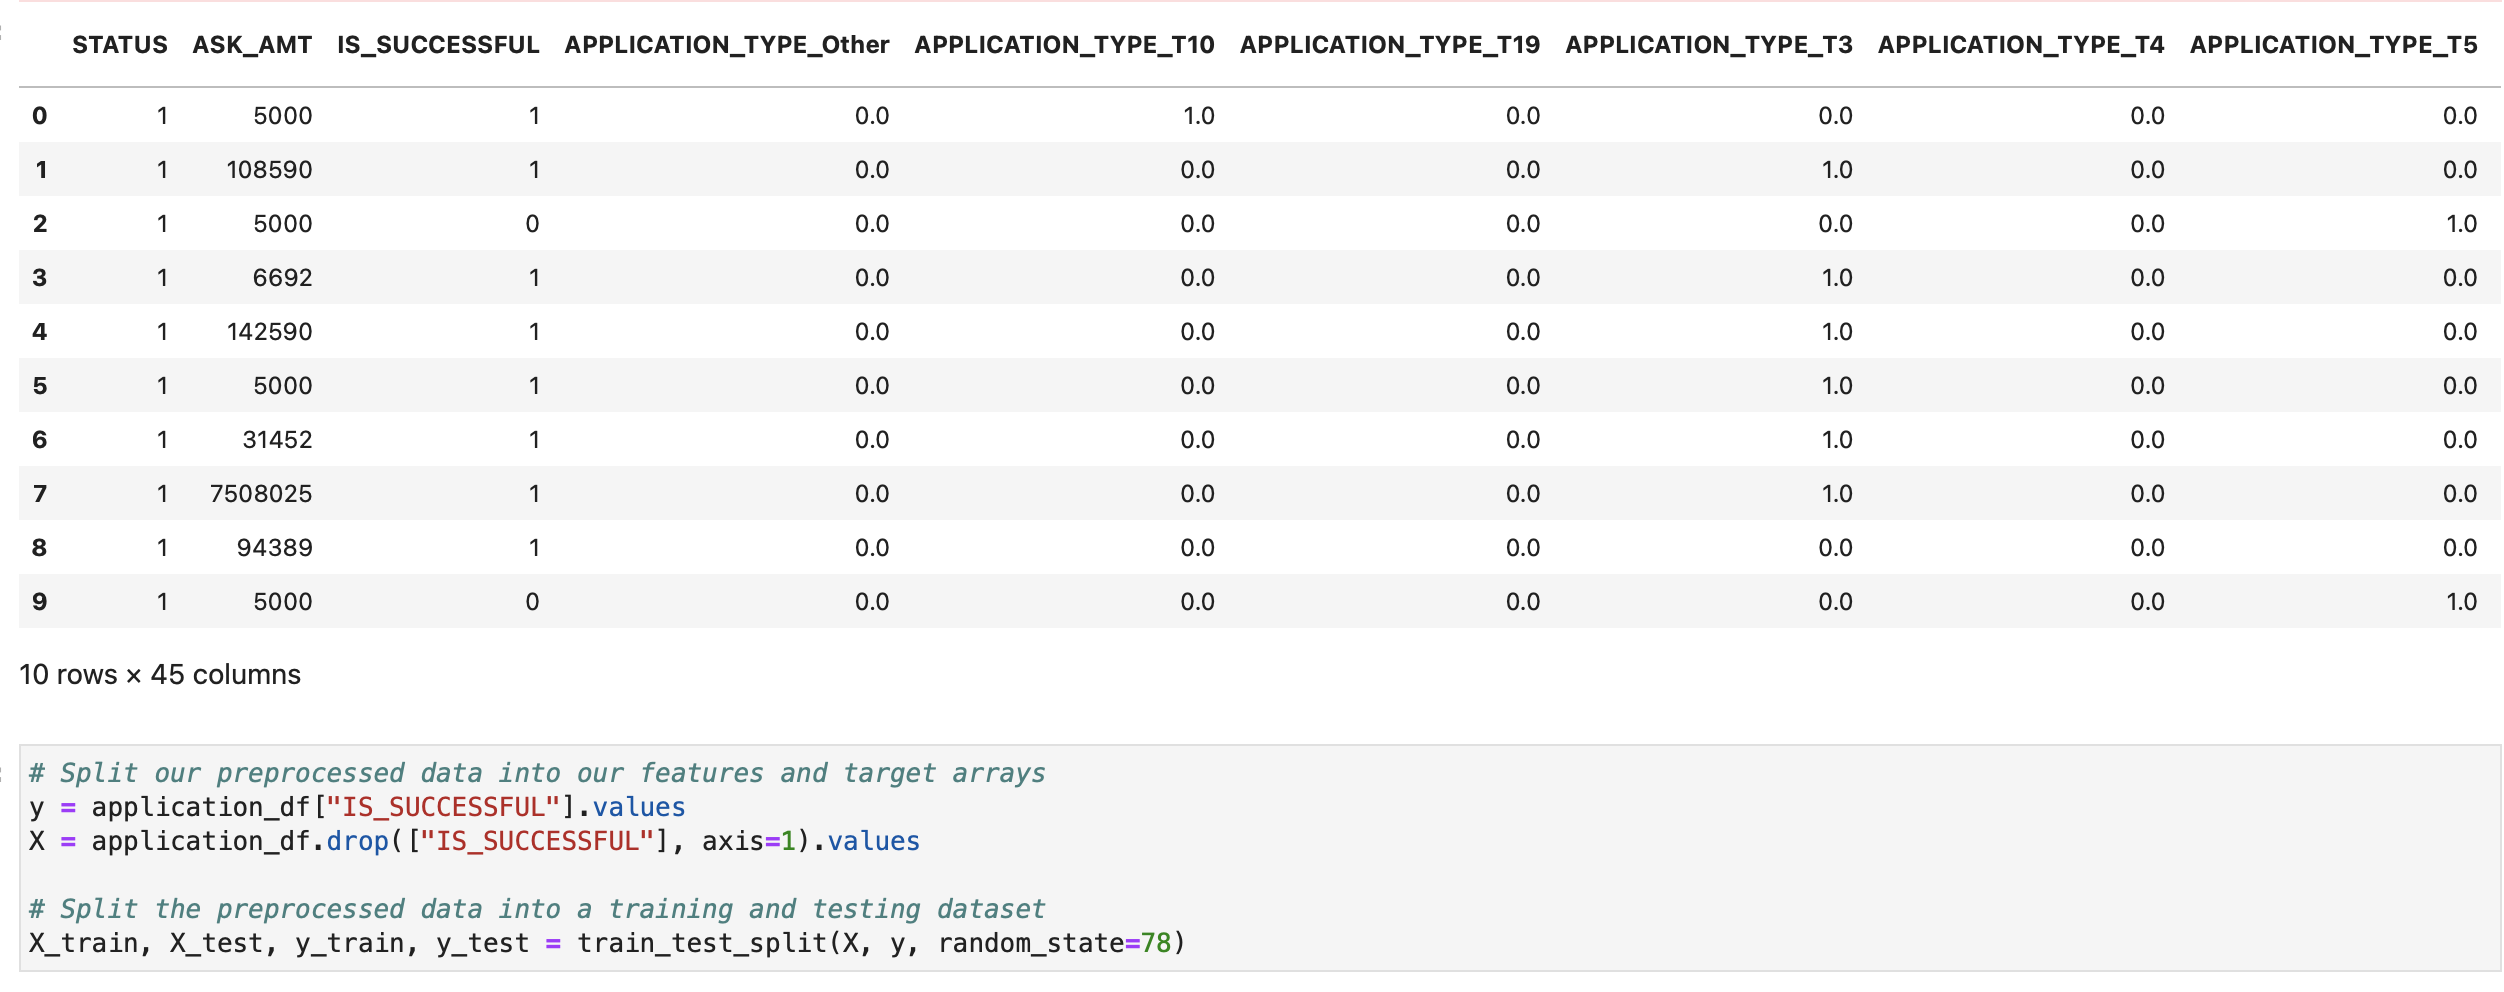 STATUS ASK_AMT IS_SUCCESSFUL APPLICATION_TYPE_Other APPLICATION_TYPE_T10 APPLICATION_TYPE_T19 APPLICATION_TYPE_T3 APPLICATION_TYPE_T4 APPLICATION_TYPE_T5
0 1 5000 1 0.0 1.0 0.0 0.0 0.0 0.0
1 1 108590 1 0.0 0.0 0.0 1.0 0.0 0.0
2 1 5000 0 0.0 0.0 0.0 0.0 0.0 1.0
3 1 6692 1 0.0 0.0 0.0 1.0 0.0 0.0
4 1 142590 1 0.0 0.0 0.0 1.0 0.0 0.0
5 1 5000 1 0.0 0.0 0.0 1.0 0.0 0.0
6 1 31452 1 0.0 0.0 0.0 1.0 0.0 0.0
7 1 7508025 1 0.0 0.0 0.0 1.0 0.0 0.0
8 1 94389 1 0.0 0.0 0.0 0.0 0.0 0.0
9 1 5000 0 0.0 0.0 0.0 0.0 0.0 1.0
10 rows × 45 columns
# Split our preprocessed data into our features and target arrays
y = application_df["IS_SUCCESSFUL"].values
X = application_df.drop(["IS_SUCCESSFUL"], axis=1).values
# Split the preprocessed data into a training and testing dataset
X_train, X_test, y_train, y_test = train_test_split(X, y, random_state=78)